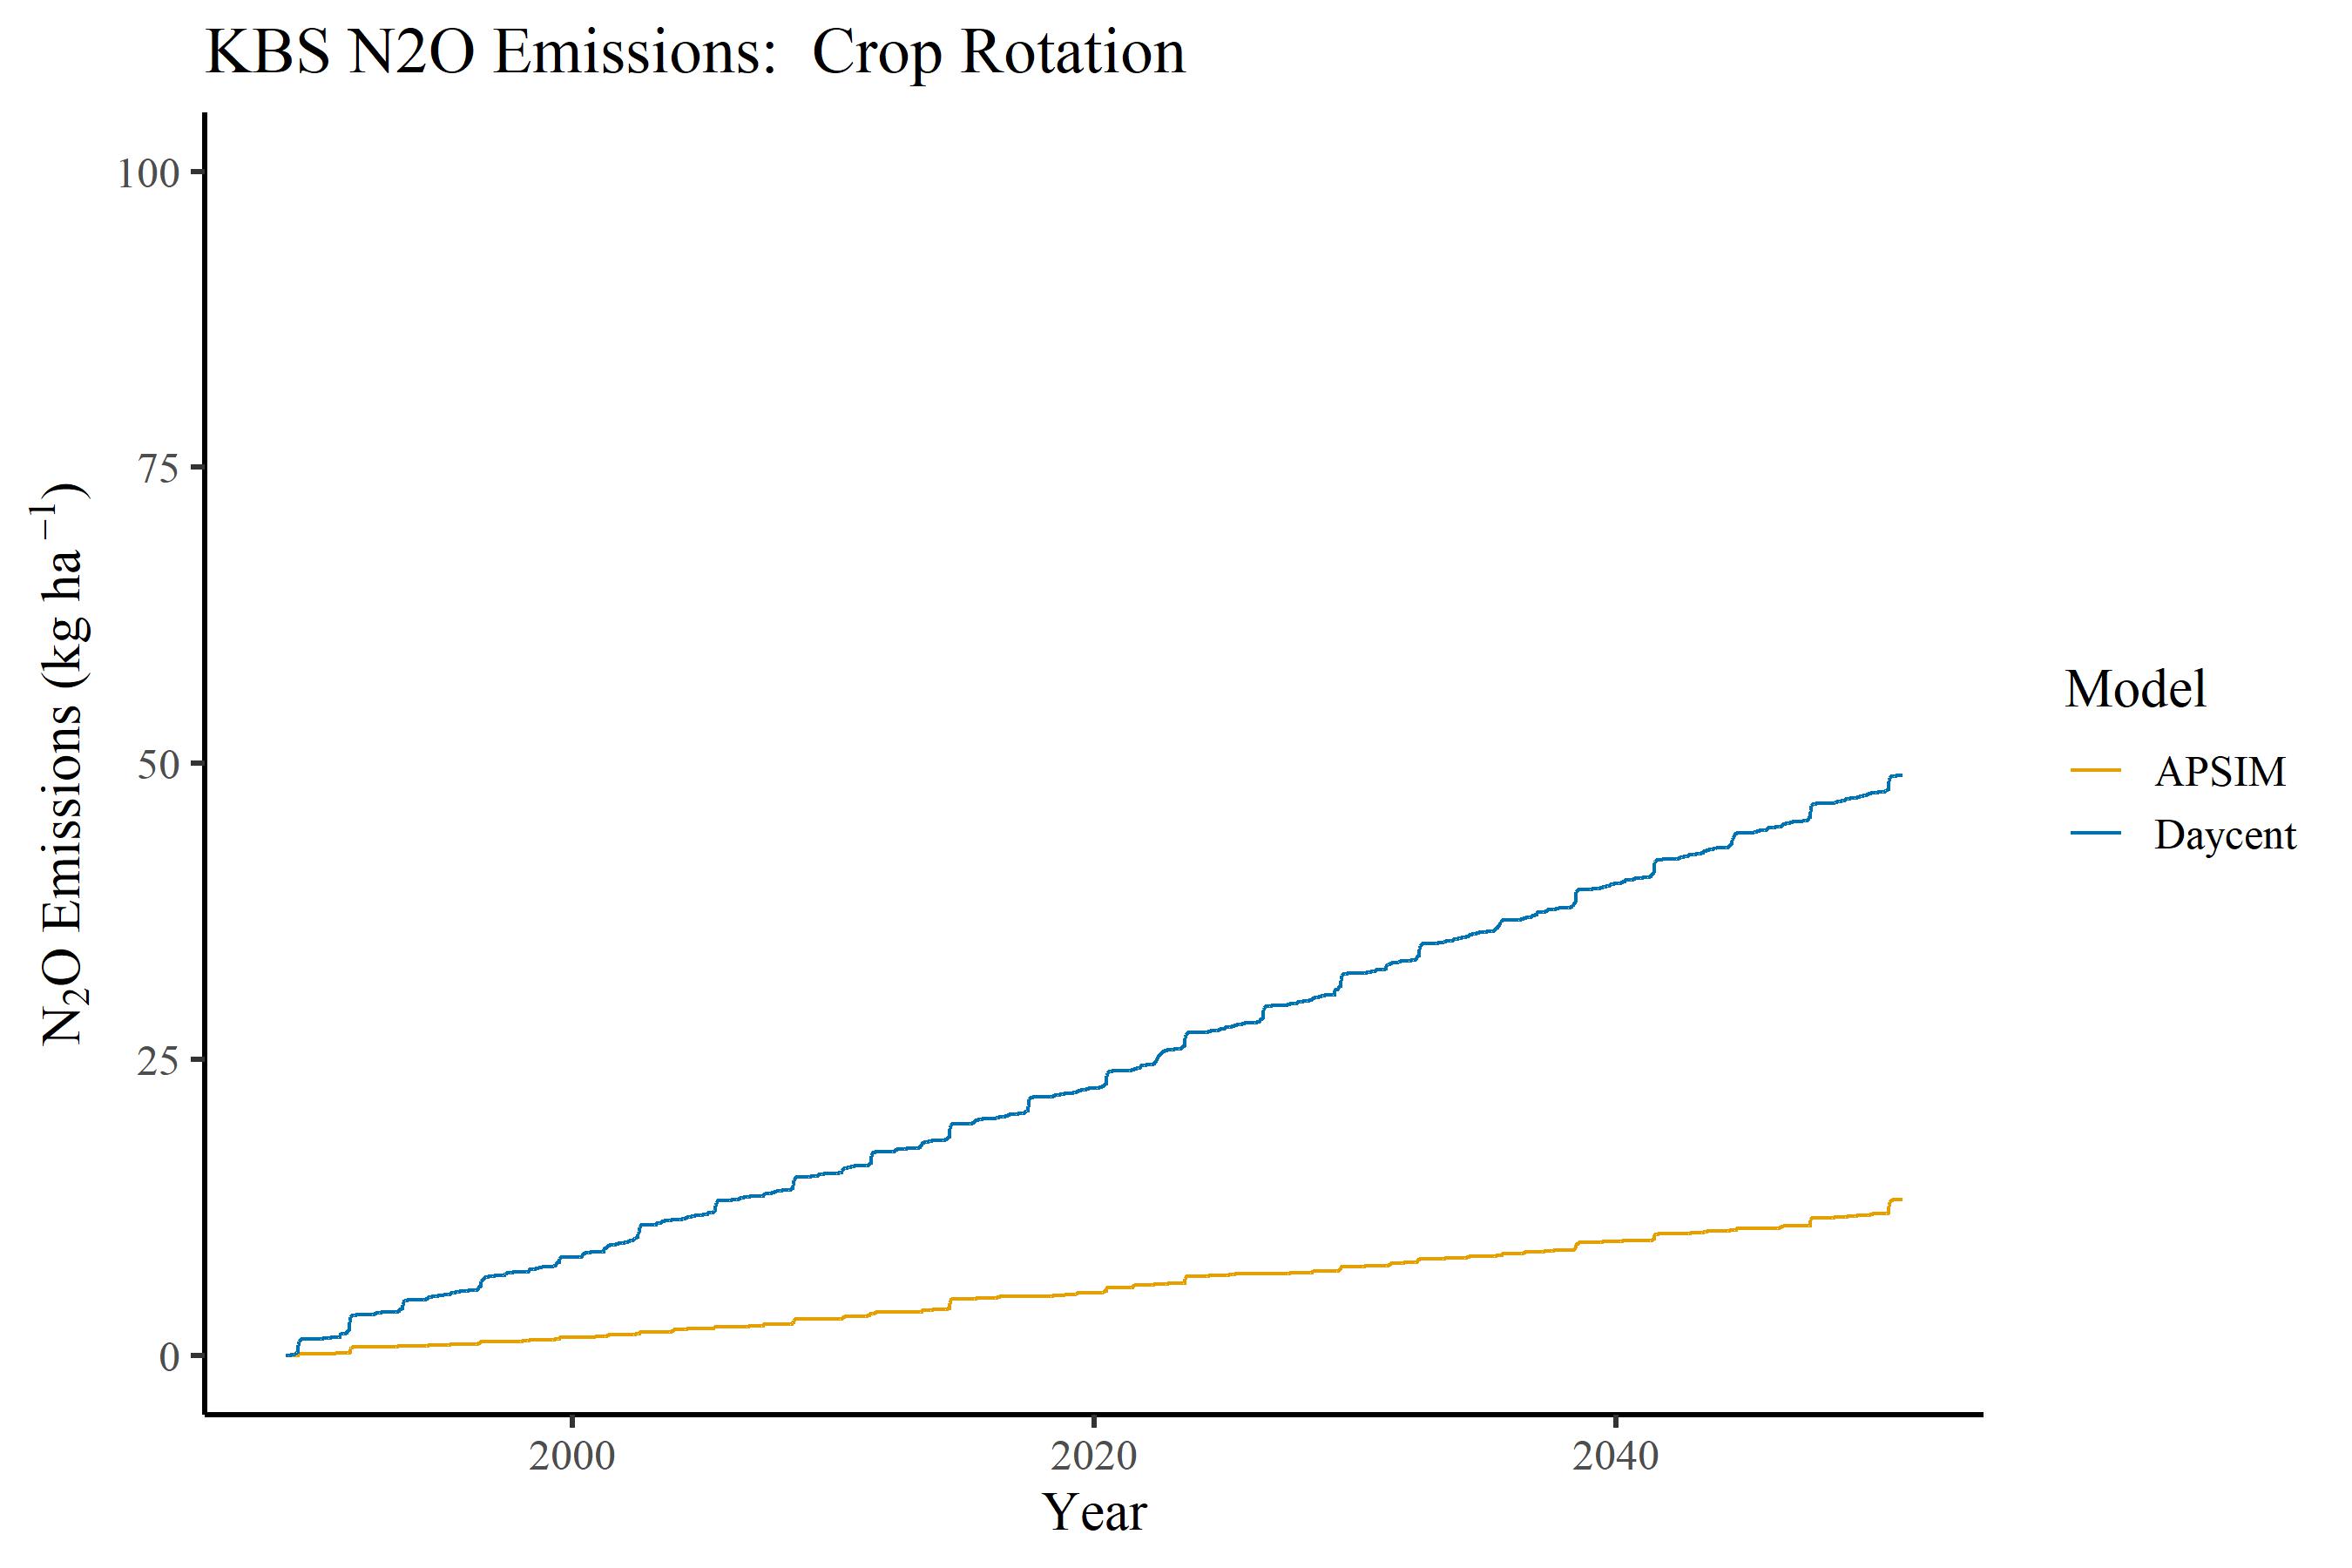 KBS N2O Emissions:  Crop Rotation
100
75
50
25
0
N₂O Emissions (kg ha⁻¹)
2000 2020 2040
Year
Model
APSIM
Daycent